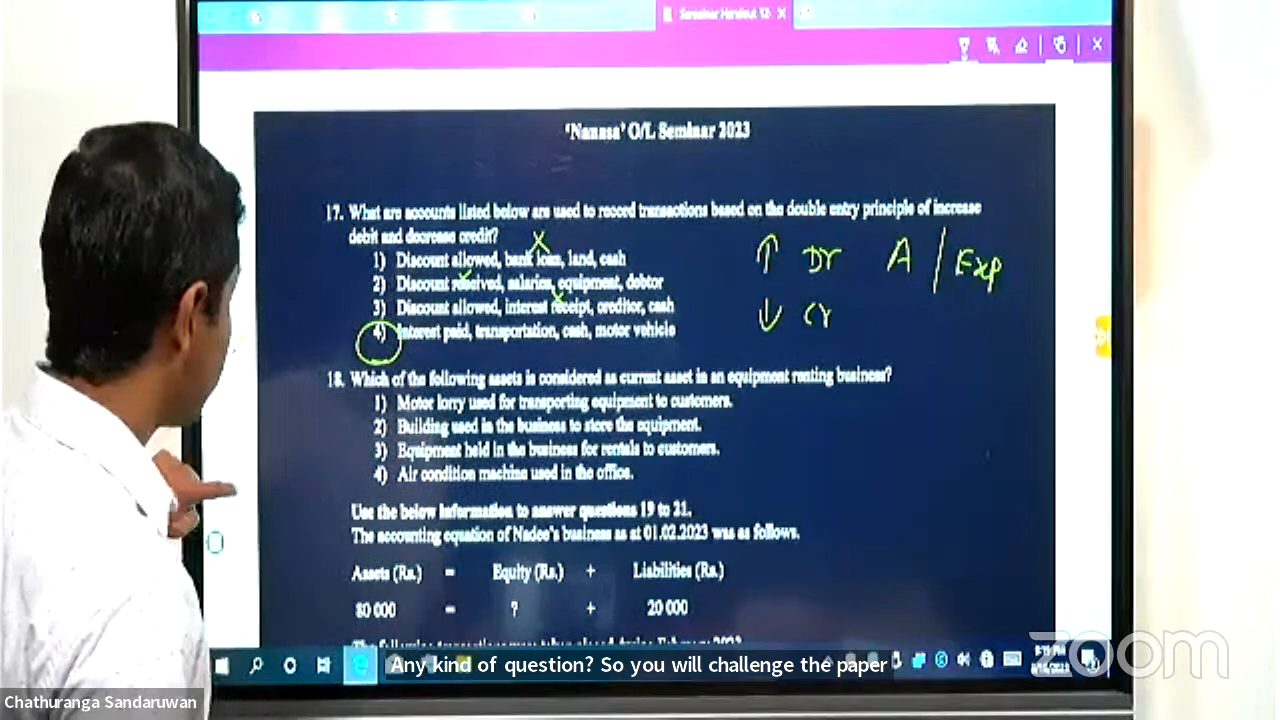 Seminar Handout 12
'Nanasa' O/L Seminar 2023
17. What are accounts listed below are used to record transactions based on the double entry principle of increase
debit and decrease credit?
1) Discount allowed, bank loan, land, cash
2) Discount received, salaries, equipment, debtor
3) Discount allowed, interest receipt, creditor, cash
4) Interest paid, transportation, cash, motor vehicle
↑ Dr A / Exp
↓ Cr
18. Which of the following assets is considered as current asset in an equipment renting business?
1) Motor lorry used for transporting equipment to customers.
2) Building used in the business to store the equipment.
3) Equipment held in the business for rentals to customers.
4) Air condition machine used in the office.
Use the below information to answer questions 19 to 21.
The accounting equation of Nadee's business as at 01.02.2023 was as follows.
Assets (Rs.) = Equity (Rs.) + Liabilities (Rs.)
80 000 = ? + 20 000
Any kind of question? So you will challenge the paper
zoom
Chathuranga Sandaruwan